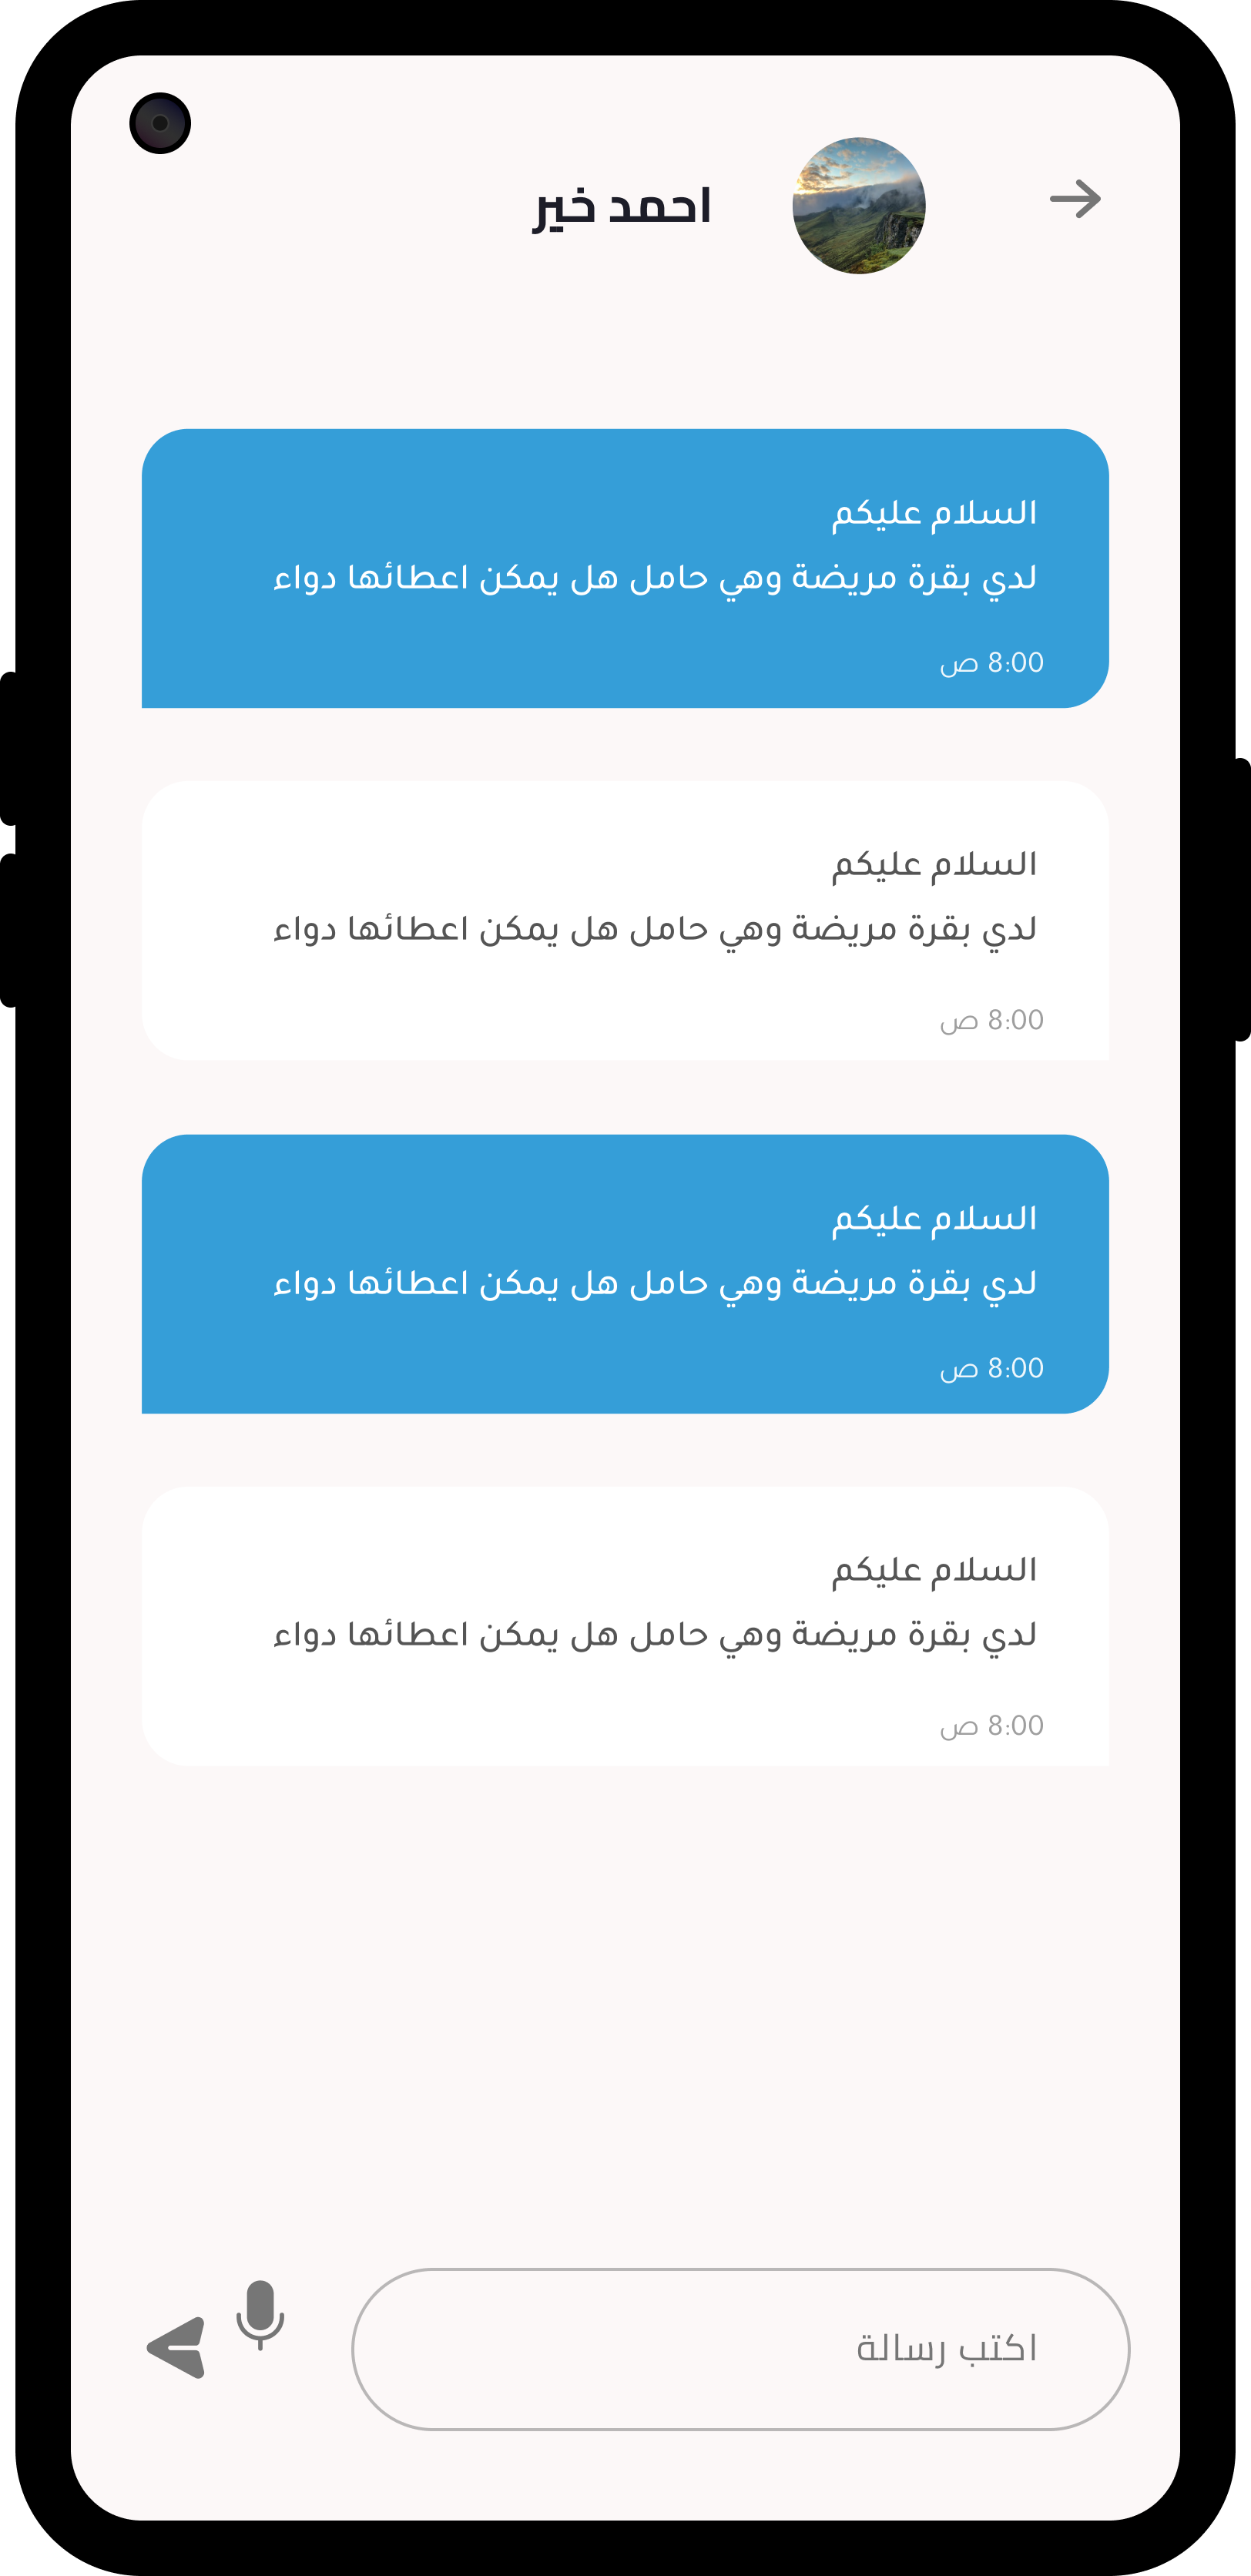 احمد خير
السلام عليكم
لدي بقرة مريضة وهي حامل هل يمكن اعطائها دواء
8:00 ص
السلام عليكم
لدي بقرة مريضة وهي حامل هل يمكن اعطائها دواء
8:00 ص
السلام عليكم
لدي بقرة مريضة وهي حامل هل يمكن اعطائها دواء
8:00 ص
السلام عليكم
لدي بقرة مريضة وهي حامل هل يمكن اعطائها دواء
8:00 ص
اكتب رسالة